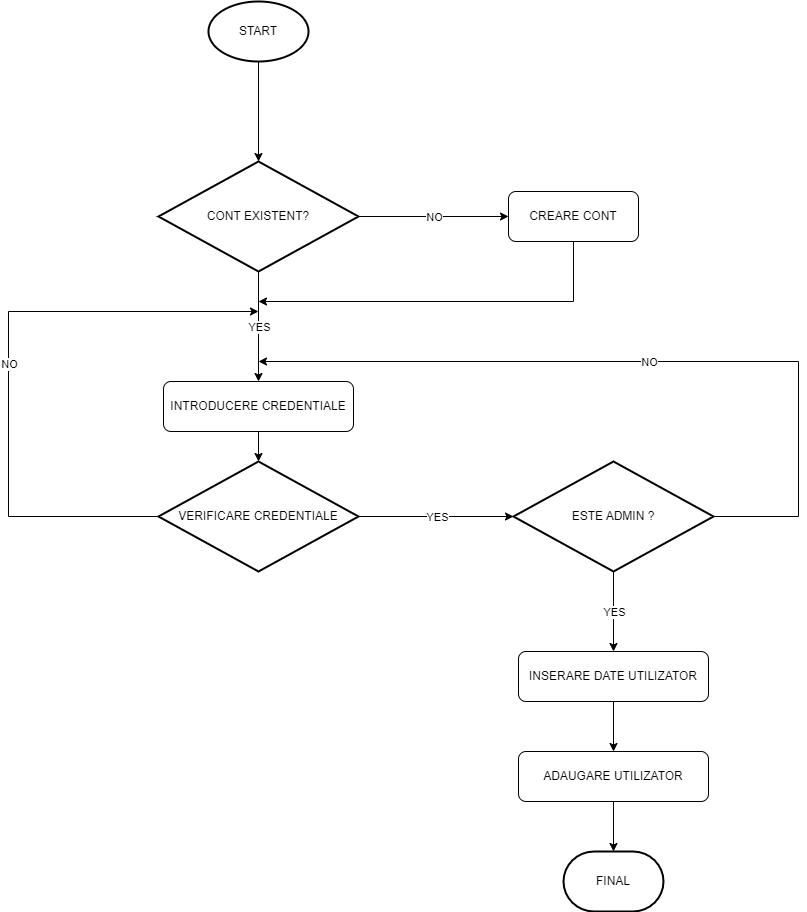 START
CONT EXISTENT?
NO
CREARE CONT
YES
NO
NO
INTRODUCERE CREDENTIALE
VERIFICARE CREDENTIALE
YES
ESTE ADMIN ?
YES
INSERARE DATE UTILIZATOR
ADAUGARE UTILIZATOR
FINAL